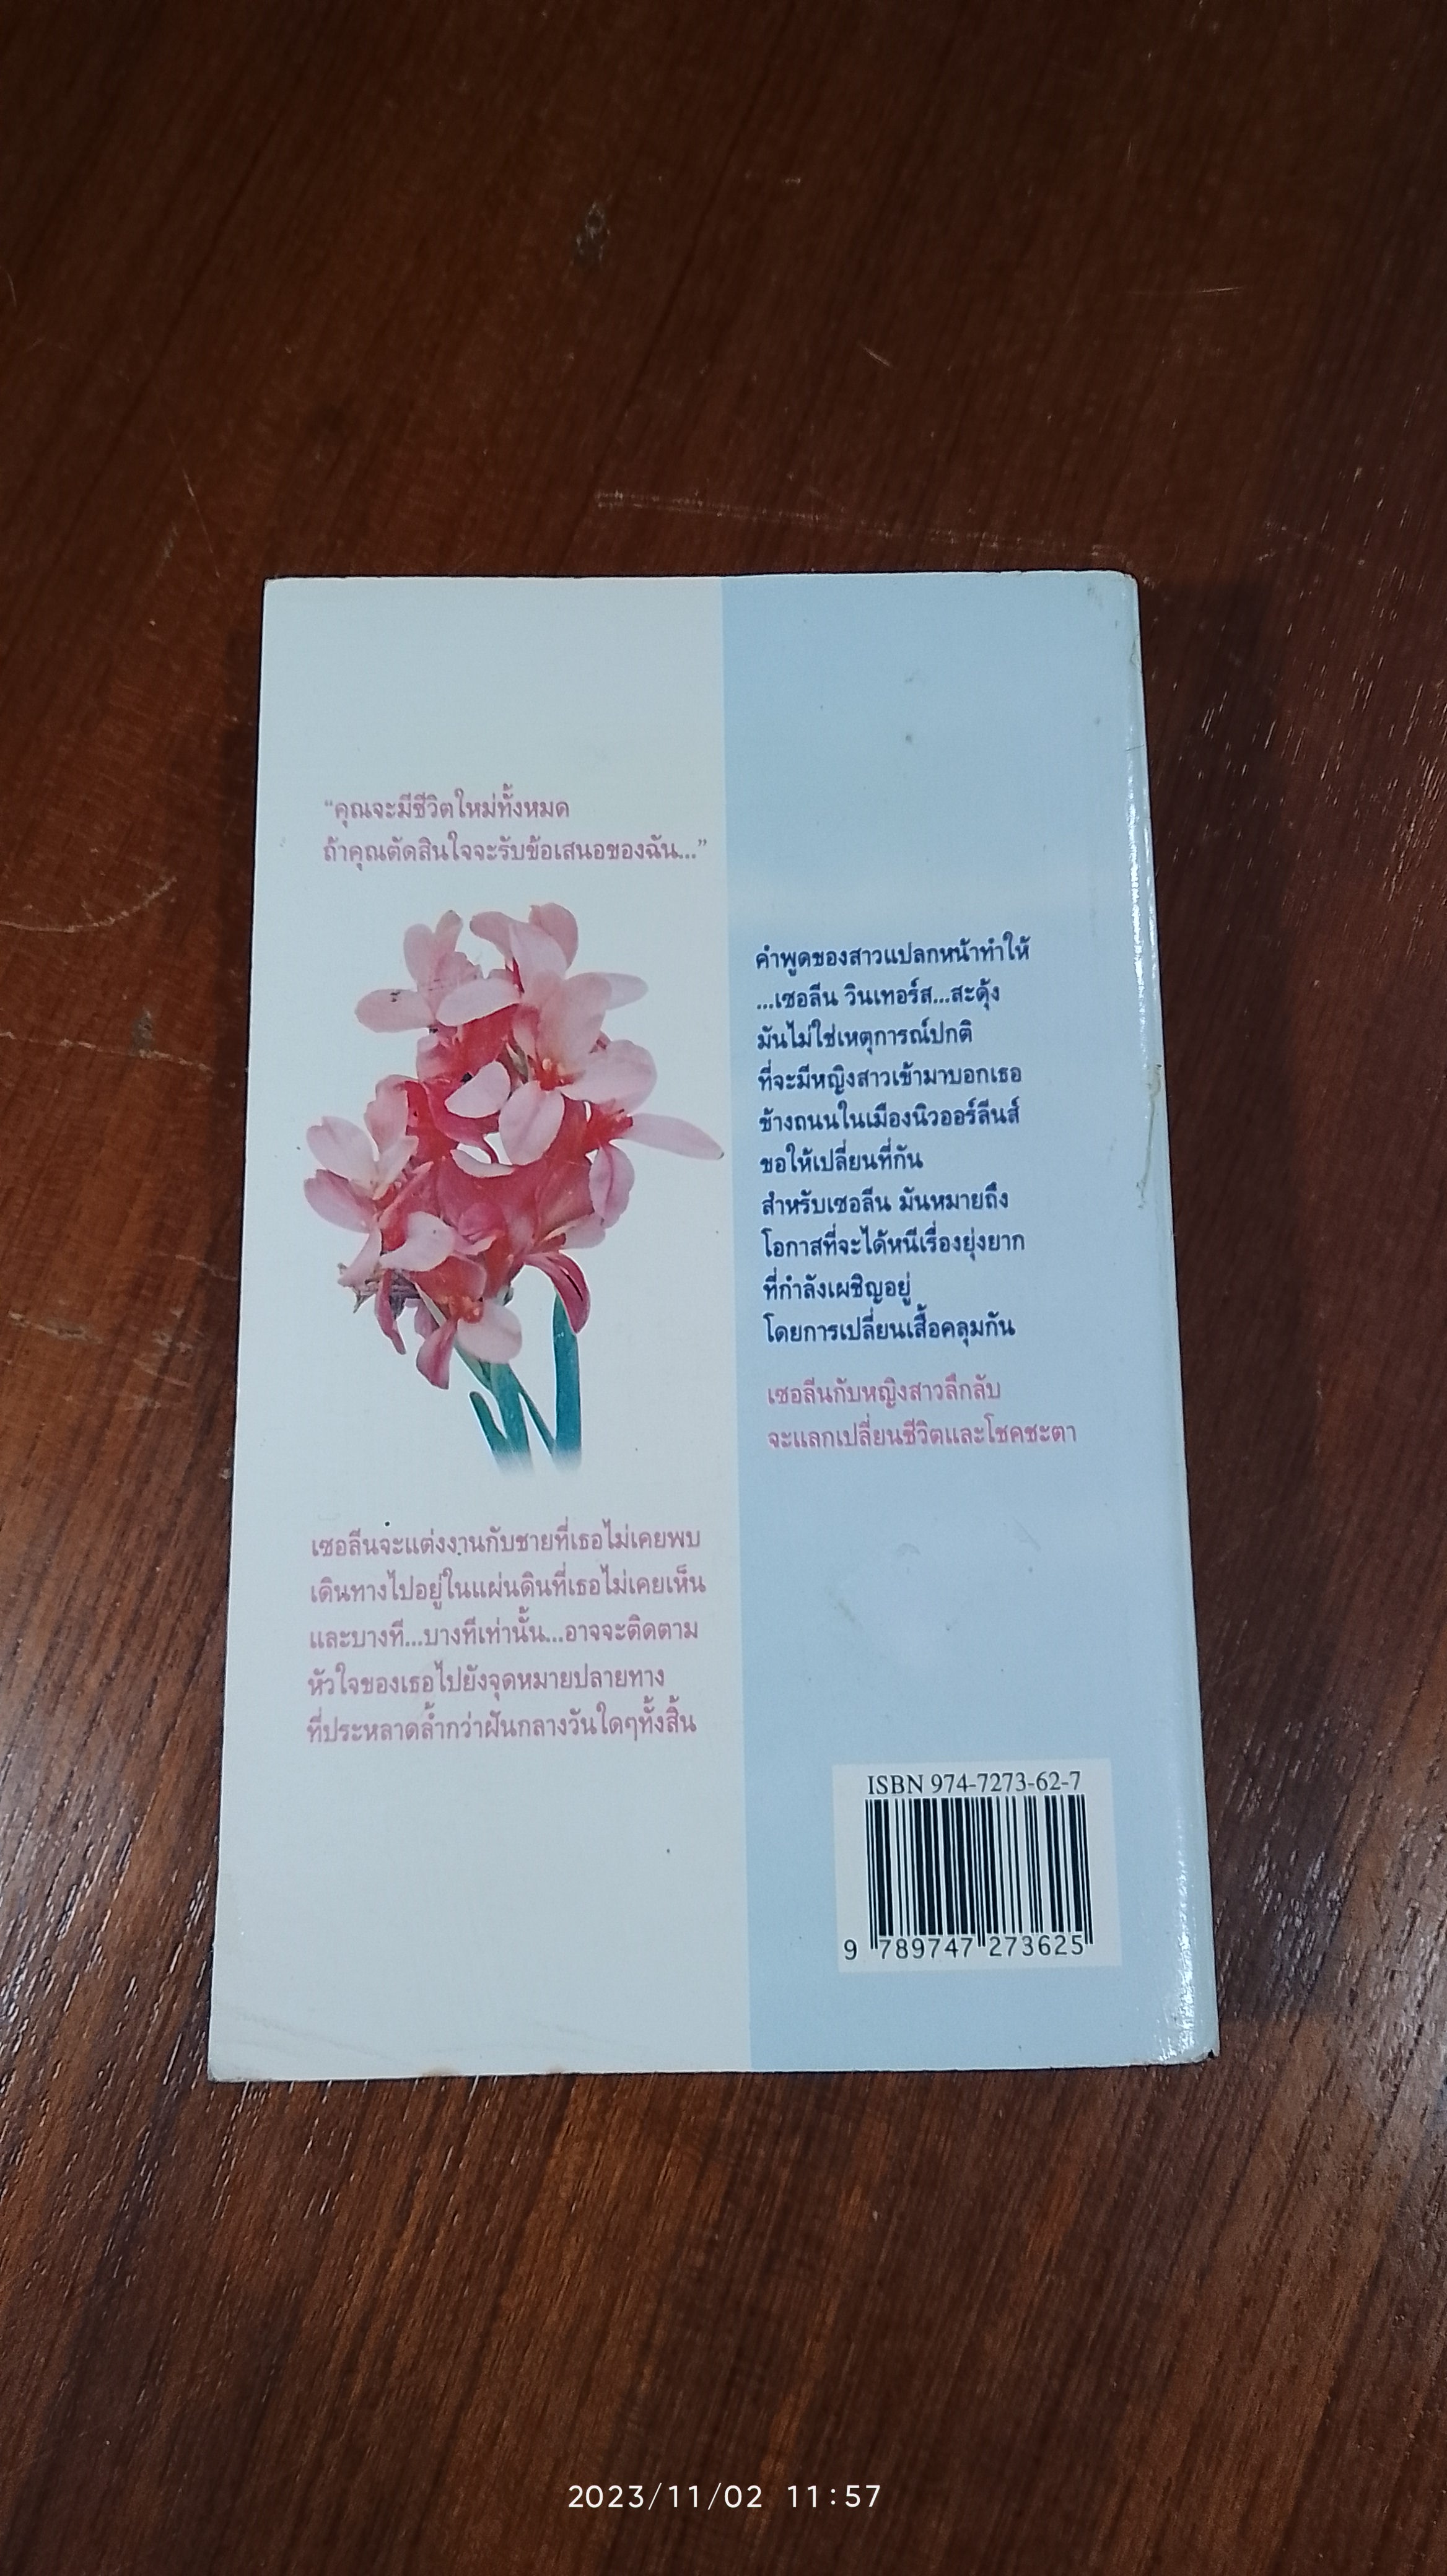 “คุณจะมีชีวิตใหม่ทั้งหมด
ถ้าคุณตัดสินใจจะรับข้อเสนอของฉัน...”
คำพูดของสาวแปลกหน้าทำให้
...เซอลีน วินเทอร์ส...สะดุ้ง
มันไม่ใช่เหตุการณ์ปกติ
ที่จะมีหญิงสาวเข้ามาบอกเธอ
ข้างถนนในเมืองนิวออร์ลีนส์
ขอให้เปลี่ยนที่กัน
สำหรับเซอลีน มันหมายถึง
โอกาสที่จะได้หนีเรื่องยุ่งยาก
ที่กำลังเผชิญอยู่
โดยการเปลี่ยนเสื้อคลุมกัน
เซอลีนกับหญิงสาวลึกลับ
จะแลกเปลี่ยนชีวิตและโชคชะตา
เซอลีนจะแต่งงานกับชายที่เธอไม่เคยพบ
เดินทางไปอยู่ในแผ่นดินที่เธอไม่เคยเห็น
และบางที...บางทีเท่านั้น...อาจจะติดตาม
หัวใจของเธอไปยังจุดหมายปลายทาง
ที่ประหลาดล้ำกว่าฝันกลางวันใดๆทั้งสิ้น
ISBN 974-7273-62-7
9 789747 273625
2023/11/02 11:57